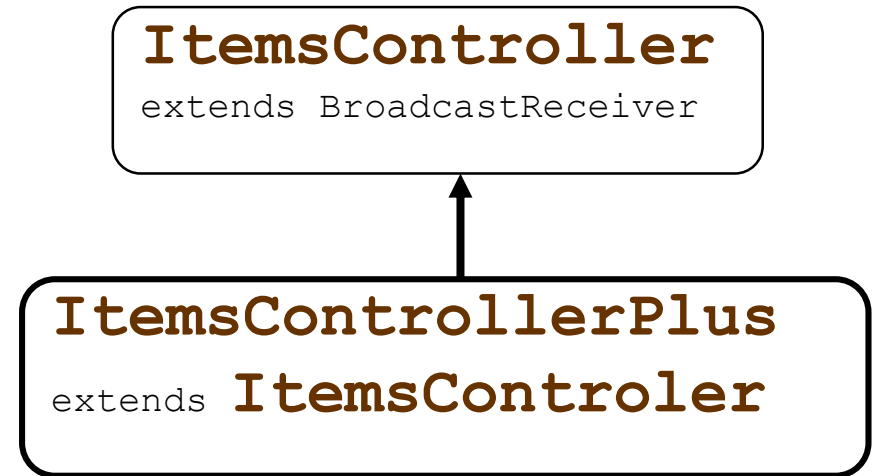 ItemsController
extends BroadcastReceiver
ItemsControllerPlus
extends ItemsControler